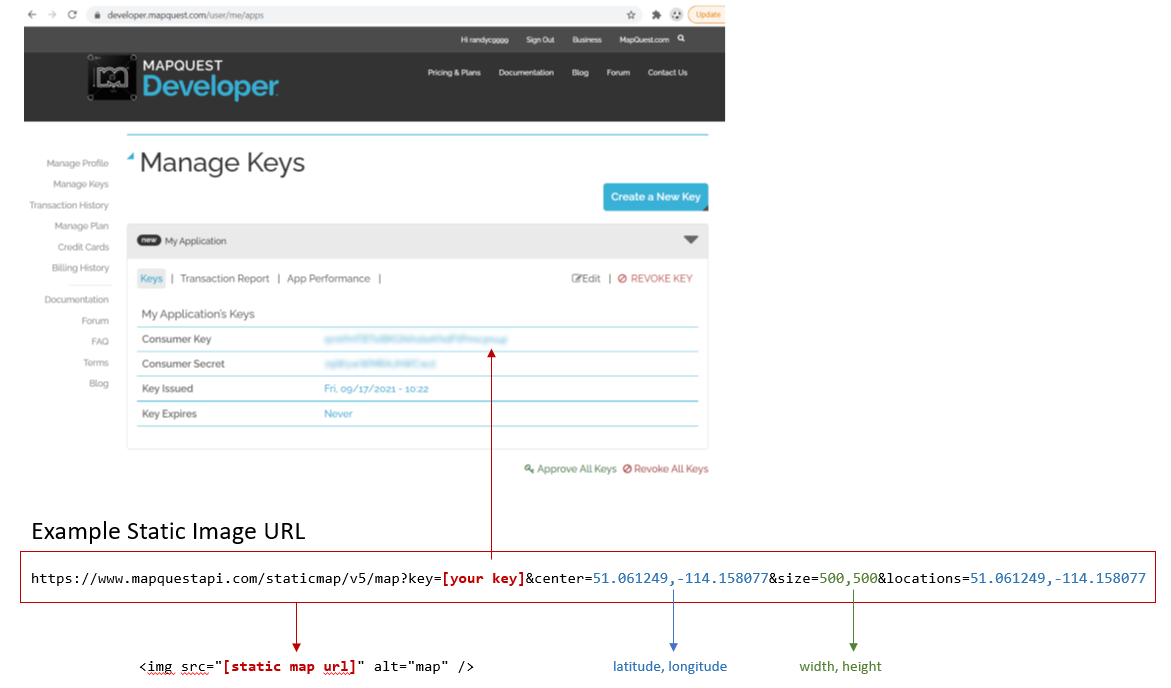 developer.mapquest.com/user/me/apps
Update
Hi randycgggg Sign Out Business MapQuest.com
MAPQUEST
Developer
Pricing & Plans Documentation Blog Forum Contact Us
Manage Profile
Manage Keys
Transaction History
Manage Plan
Credit Cards
Billing History
Documentation
Forum
FAQ
Terms
Blog
Manage Keys
Create a New Key
new My Application
Keys | Transaction Report | App Performance |
Edit | REVOKE KEY
My Application's Keys
Consumer Key
Consumer Secret
Key Issued Fri, 09/17/2021 - 10:22
Key Expires Never
Approve All Keys Revoke All Keys
Example Static Image URL
https://www.mapquestapi.com/staticmap/v5/map?key=[your key]&center=51.061249,-114.158077&size=500,500&locations=51.061249,-114.158077
<img src="[static map url]" alt="map" />
latitude, longitude
width, height